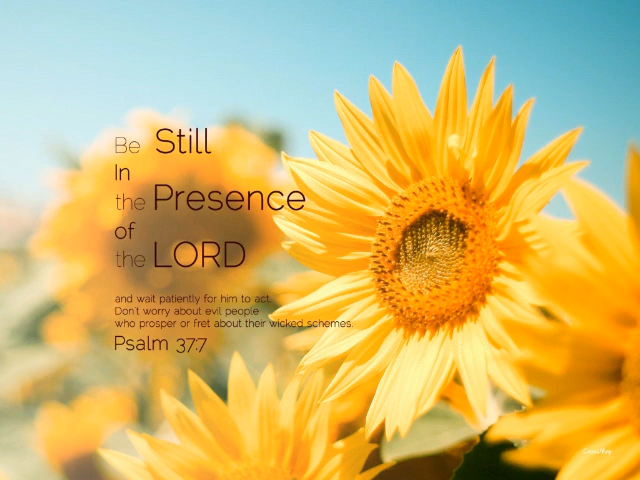 Be Still
In
the Presence
of
the LORD
and wait patiently for him to act.
Don't worry about evil people
who prosper or fret about their wicked schemes.
Psalm 37:7